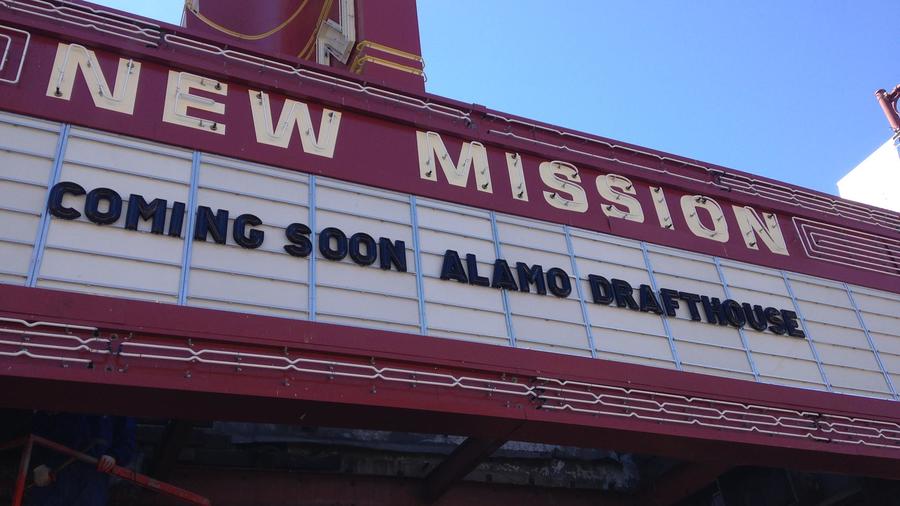 NEW MISSION
COMING SOON ALAMO DRAFTHOUSE